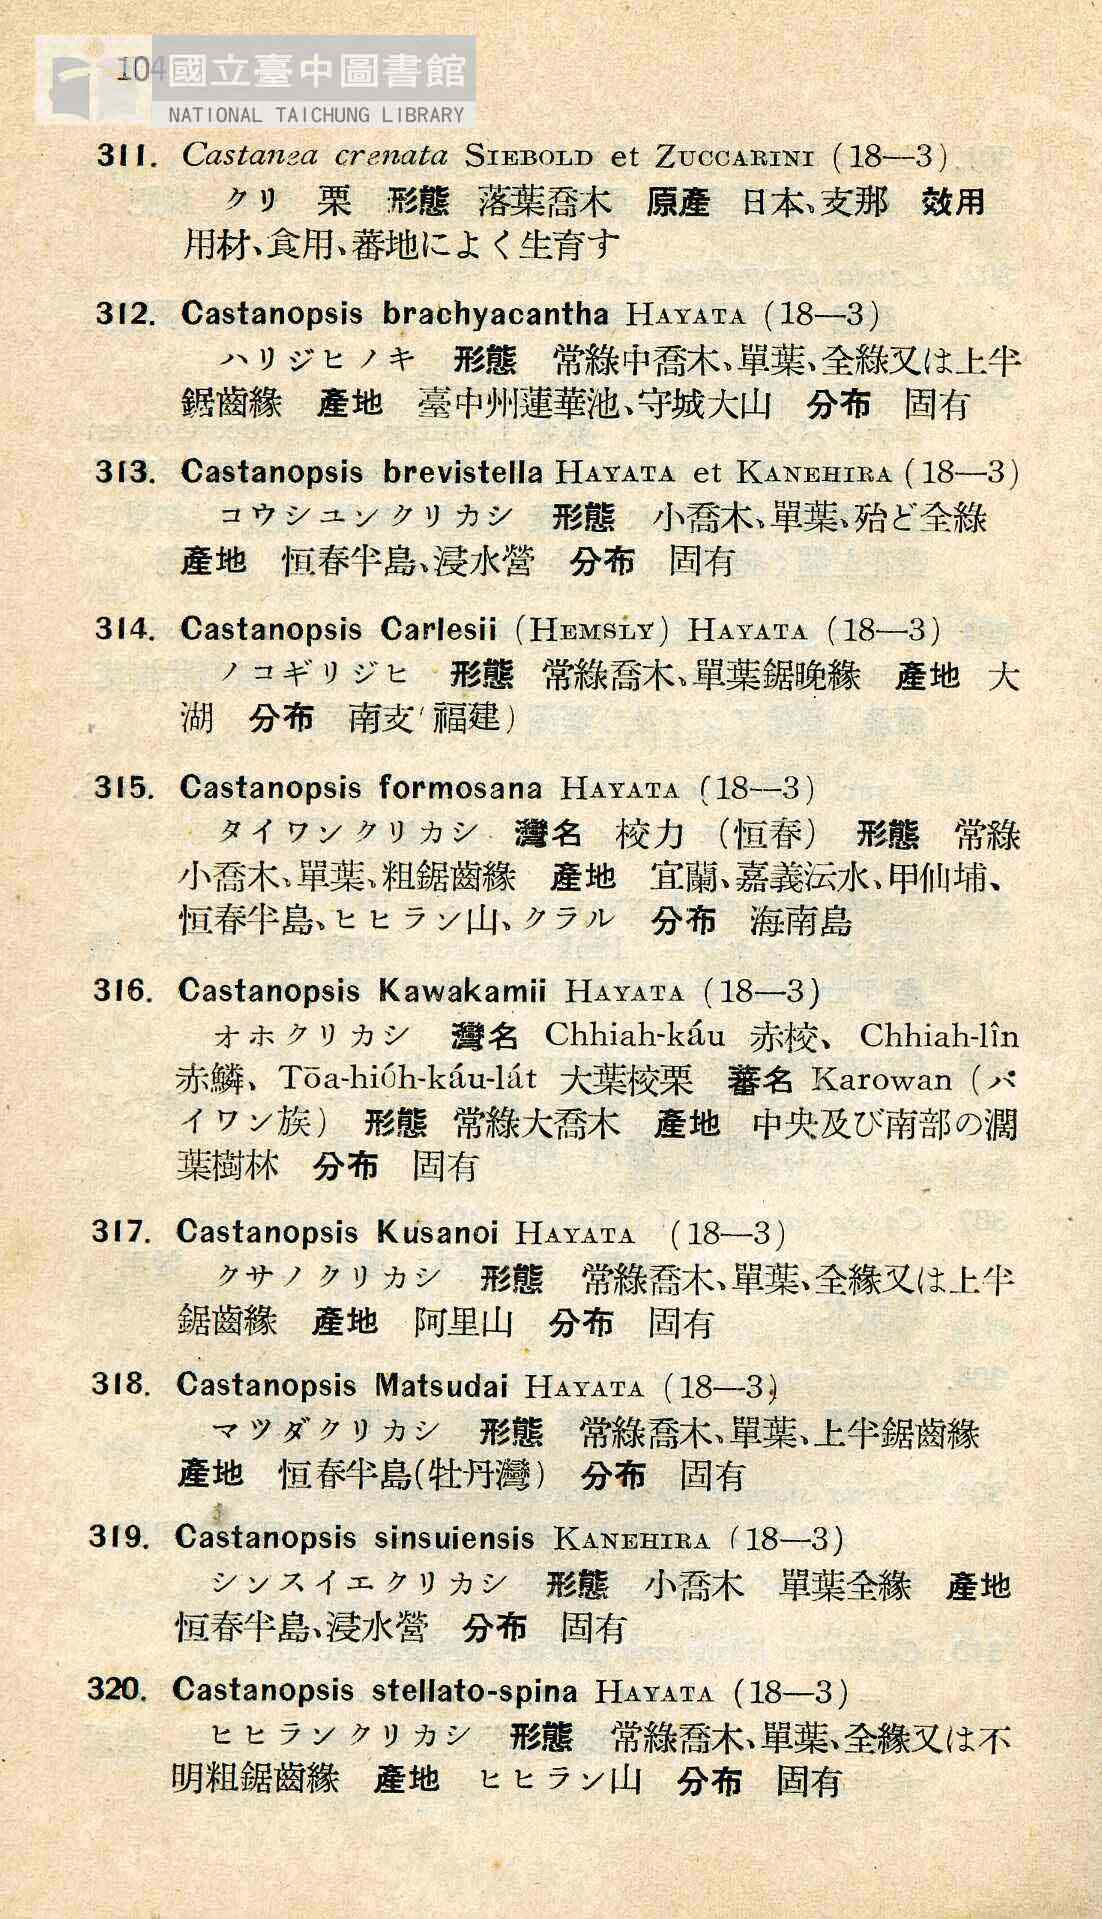 104
國立臺中圖書館
NATIONAL TAICHUNG LIBRARY
311. Castanea crenata SIEBOLD et ZUCCARINI (18—3)
クリ 栗 形態 落葉喬木 原產 日本、支那 效用
用材、食用、蕃地によく生育す
312. Castanopsis brachyacantha HAYATA (18—3)
ハリジヒノキ 形態 常綠中喬木、單葉、全綠又は上半
鋸齒緣 產地 臺中州蓮華池、守城大山 分布 固有
313. Castanopsis brevistella HAYATA et KANEHIRA (18—3)
コウシユンクリカシ 形態 小喬木、單葉、殆ど全綠
產地 恒春半島、浸水營 分布 固有
314. Castanopsis Carlesii (HEMSLY) HAYATA (18—3)
ノコギリジヒ 形態 常綠喬木、單葉鋸晚緣 產地 大
湖 分布 南支(福建)
315. Castanopsis formosana HAYATA (18—3)
タイワンクリカシ 灣名 校力 (恒春) 形態 常綠
小喬木、單葉、粗鋸齒緣 產地 宜蘭、嘉義沄水、甲仙埔、
恒春半島、ヒヒラン山、クラル 分布 海南島
316. Castanopsis Kawakamii HAYATA (18—3)
オホクリカシ 灣名 Chhiah-káu 赤校、 Chhiah-lîn
赤鱗、 Tōa-hióh-káu-lát 大葉校栗 蕃名 Karowan (パ
イワン族) 形態 常綠大喬木 產地 中央及び南部の濶
葉樹林 分布 固有
317. Castanopsis Kusanoi HAYATA (18—3)
クサノクリカシ 形態 常綠喬木、單葉、全緣又は上半
鋸齒緣 產地 阿里山 分布 固有
318. Castanopsis Matsudai HAYATA (18—3)
マツダクリカシ 形態 常綠喬木、單葉、上半鋸齒緣
產地 恒春半島(牡丹灣) 分布 固有
319. Castanopsis sinsuiensis KANEHIRA (18—3)
シンスイエクリカシ 形態 小喬木 單葉全緣 產地
恒春半島、浸水營 分布 固有
320. Castanopsis stellato-spina HAYATA (18—3)
ヒヒランクリカシ 形態 常綠喬木、單葉、全緣又は不
明粗鋸齒緣 產地 ヒヒラン山 分布 固有